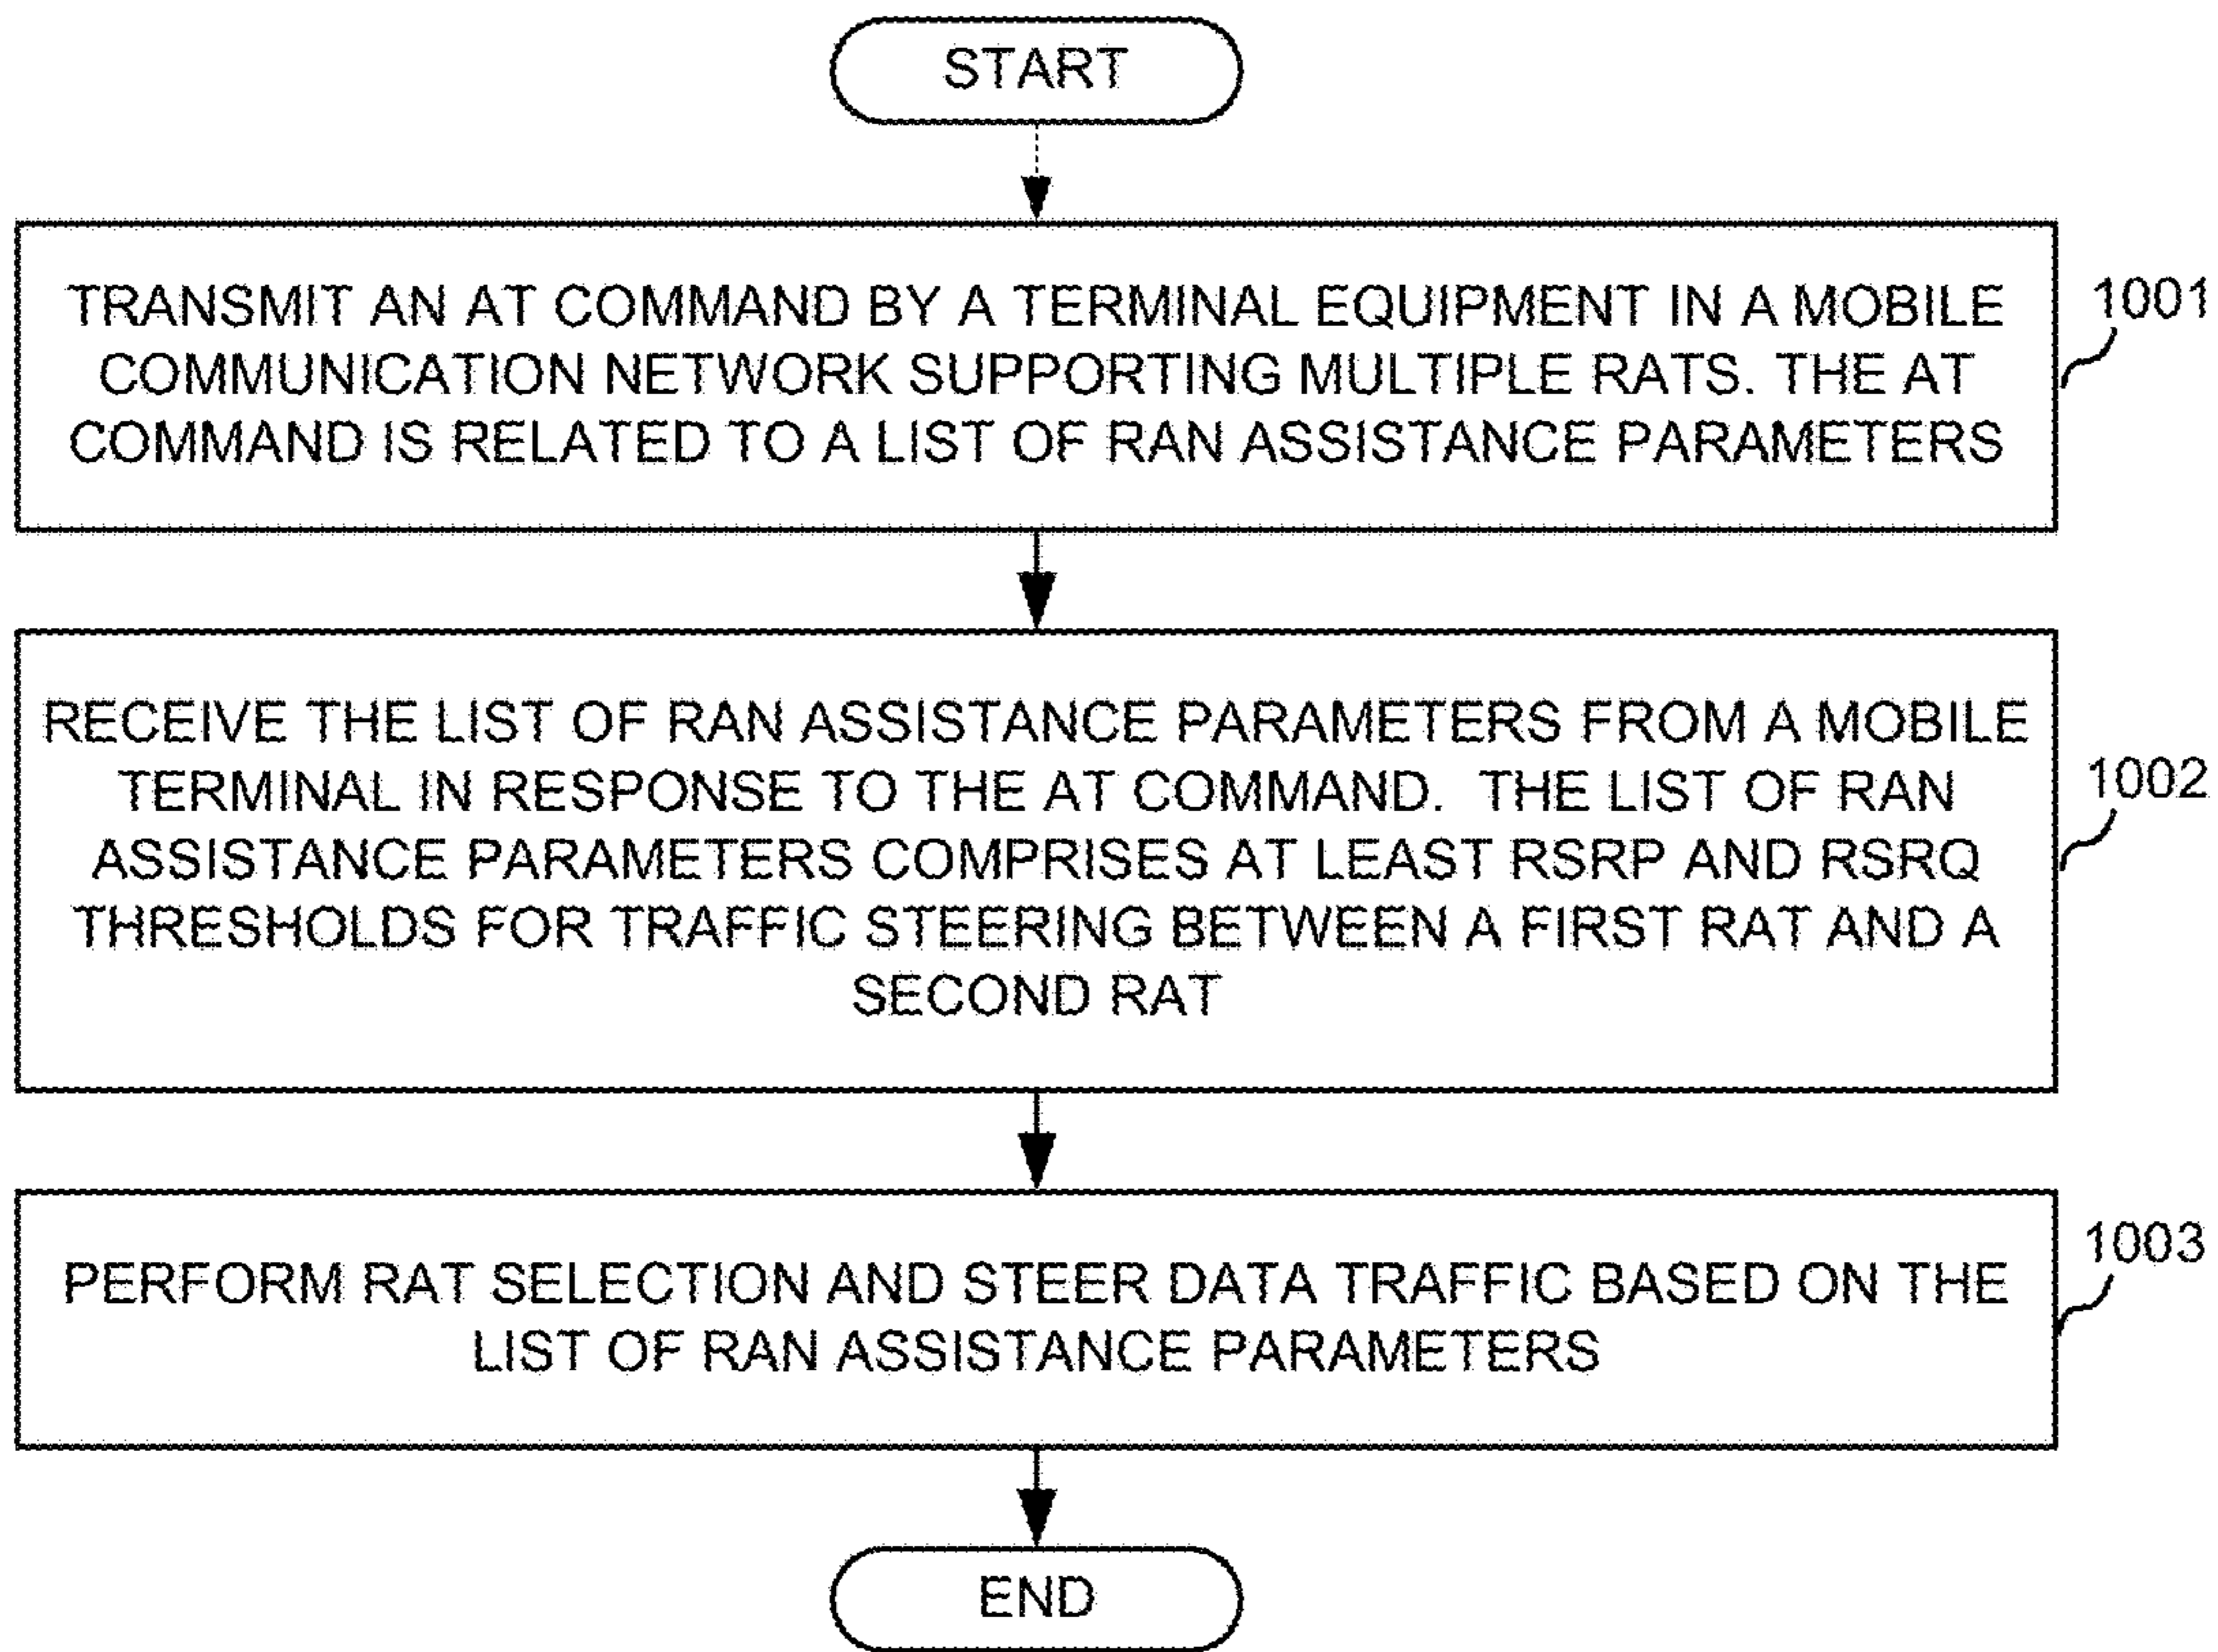 START
TRANSMIT AN AT COMMAND BY A TERMINAL EQUIPMENT IN A MOBILE
COMMUNICATION NETWORK SUPPORTING MULTIPLE RATS. THE AT
COMMAND IS RELATED TO A LIST OF RAN ASSISTANCE PARAMETERS
1001
RECEIVE THE LIST OF RAN ASSISTANCE PARAMETERS FROM A MOBILE
TERMINAL IN RESPONSE TO THE AT COMMAND. THE LIST OF RAN
ASSISTANCE PARAMETERS COMPRISES AT LEAST RSRP AND RSRQ
THRESHOLDS FOR TRAFFIC STEERING BETWEEN A FIRST RAT AND A
SECOND RAT
1002
PERFORM RAT SELECTION AND STEER DATA TRAFFIC BASED ON THE
LIST OF RAN ASSISTANCE PARAMETERS
1003
END